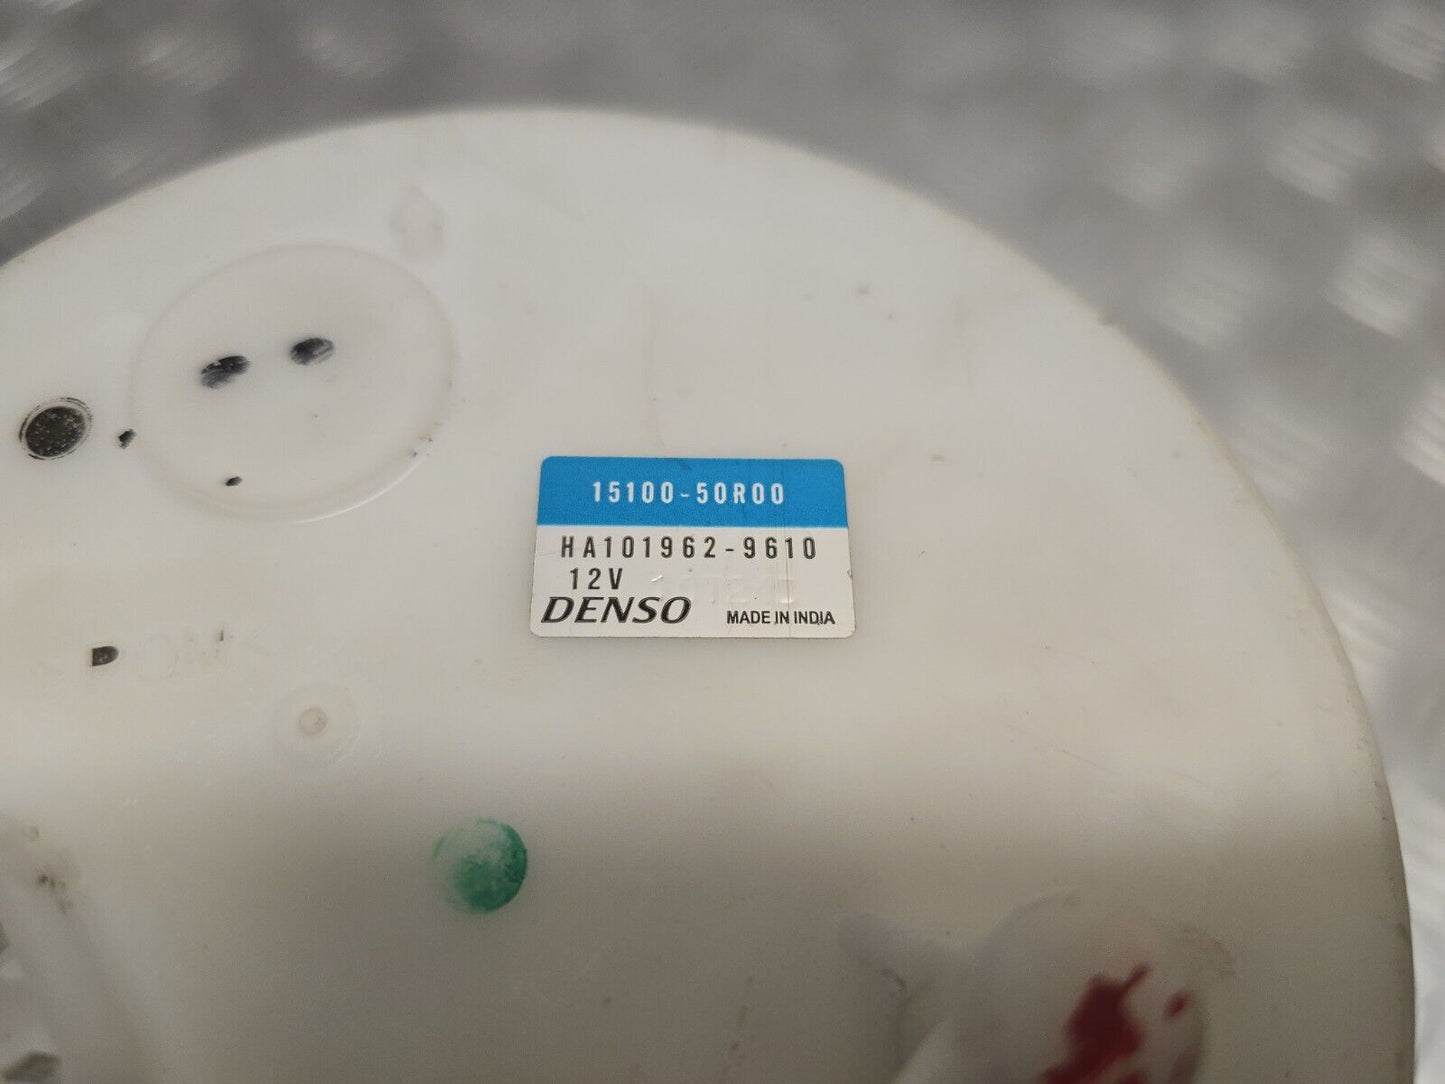 15100-50R00
HA101962-9610
12V
DENSO MADE IN INDIA